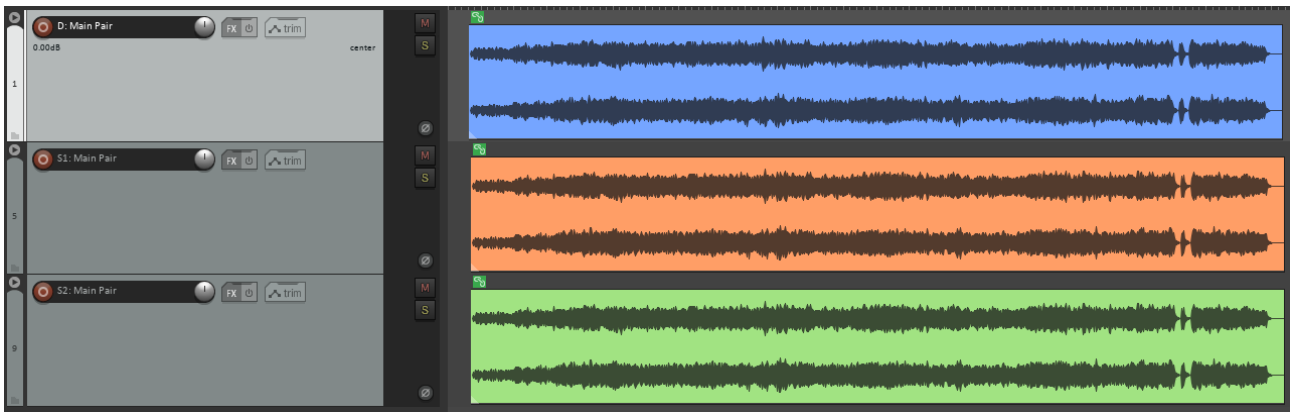 D: Main Pair FX trim M
0.00dB center S
1
S1: Main Pair FX trim M
S
5
S2: Main Pair FX trim M
S
9